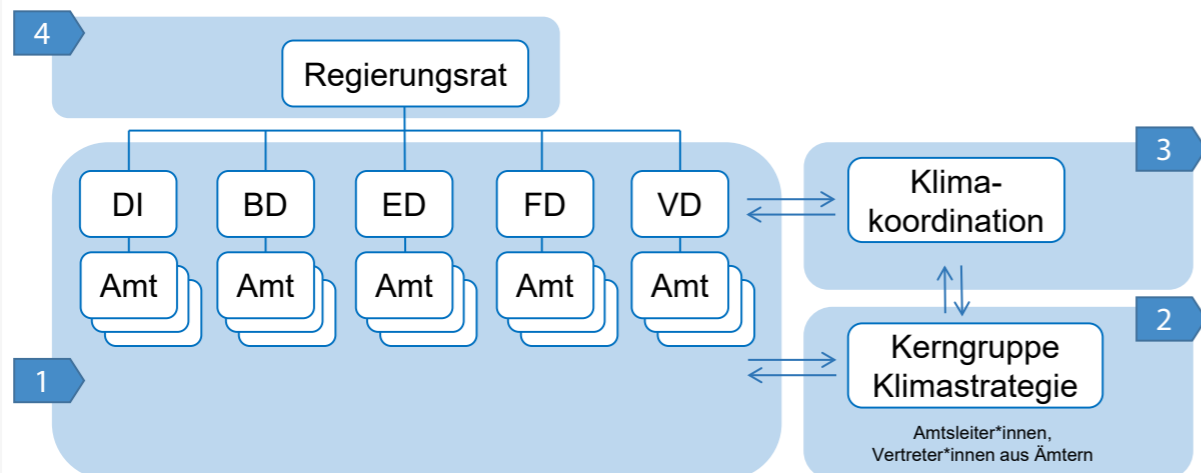 4
Regierungsrat
3
DI
BD
ED
FD
VD
Klima-
koordination
Amt
Amt
Amt
Amt
Amt
2
Kerngruppe
Klimastrategie
1
Amtsleiter*innen,
Vertreter*innen aus Ämtern